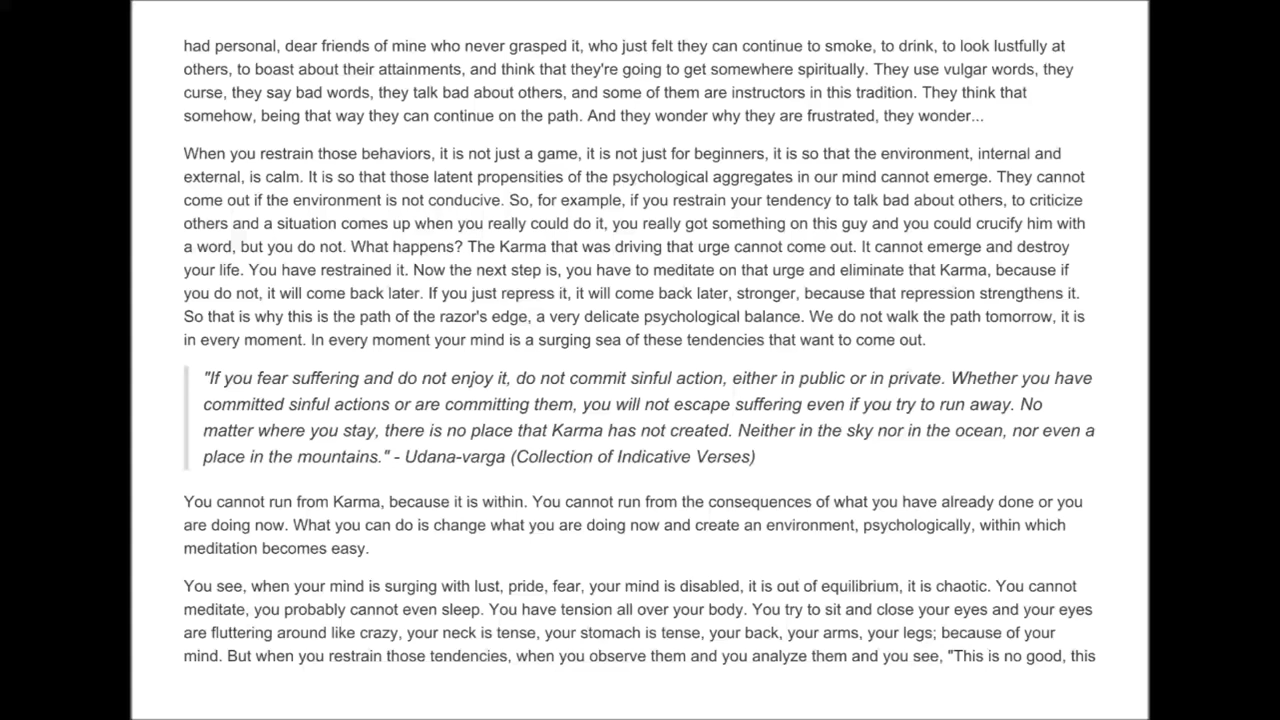 had personal, dear friends of mine who never grasped it, who just felt they can continue to smoke, to drink, to look lustfully at
others, to boast about their attainments, and think that they're going to get somewhere spiritually. They use vulgar words, they
curse, they say bad words, they talk bad about others, and some of them are instructors in this tradition. They think that
somehow, being that way they can continue on the path. And they wonder why they are frustrated, they wonder...
When you restrain those behaviors, it is not just a game, it is not just for beginners, it is so that the environment, internal and
external, is calm. It is so that those latent propensities of the psychological aggregates in our mind cannot emerge. They cannot
come out if the environment is not conducive. So, for example, if you restrain your tendency to talk bad about others, to criticize
others and a situation comes up when you really could do it, you really got something on this guy and you could crucify him with
a word, but you do not. What happens? The Karma that was driving that urge cannot come out. It cannot emerge and destroy
your life. You have restrained it. Now the next step is, you have to meditate on that urge and eliminate that Karma, because if
you do not, it will come back later. If you just repress it, it will come back later, stronger, because that repression strengthens it.
So that is why this is the path of the razor's edge, a very delicate psychological balance. We do not walk the path tomorrow, it is
in every moment. In every moment your mind is a surging sea of these tendencies that want to come out.
"If you fear suffering and do not enjoy it, do not commit sinful action, either in public or in private. Whether you have
committed sinful actions or are committing them, you will not escape suffering even if you try to run away. No
matter where you stay, there is no place that Karma has not created. Neither in the sky nor in the ocean, nor even a
place in the mountains." - Udana-varga (Collection of Indicative Verses)
You cannot run from Karma, because it is within. You cannot run from the consequences of what you have already done or you
are doing now. What you can do is change what you are doing now and create an environment, psychologically, within which
meditation becomes easy.
You see, when your mind is surging with lust, pride, fear, your mind is disabled, it is out of equilibrium, it is chaotic. You cannot
meditate, you probably cannot even sleep. You have tension all over your body. You try to sit and close your eyes and your eyes
are fluttering around like crazy, your neck is tense, your stomach is tense, your back, your arms, your legs; because of your
mind. But when you restrain those tendencies, when you observe them and you analyze them and you see, "This is no good, this